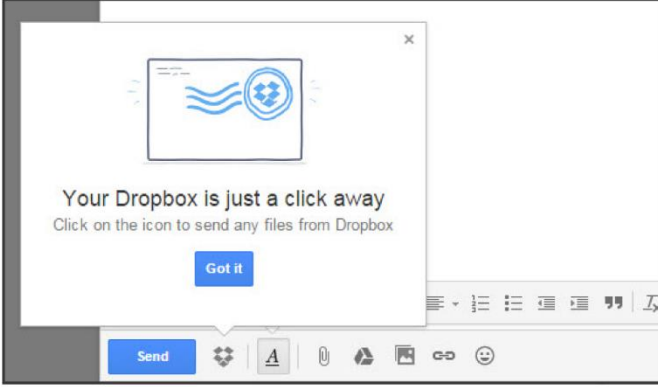 Your Dropbox is just a click away
Click on the icon to send any files from Dropbox
Got it
Send